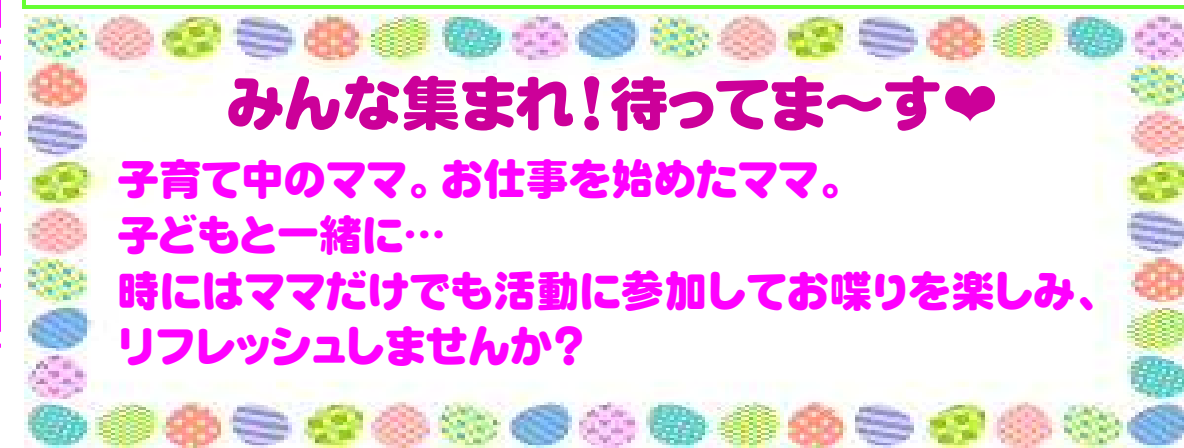 みんな集まれ!待ってま～す❤
子育て中のママ。お仕事を始めたママ。
子どもと一緒に…
時にはママだけでも活動に参加してお喋りを楽しみ、
リフレッシュしませんか?